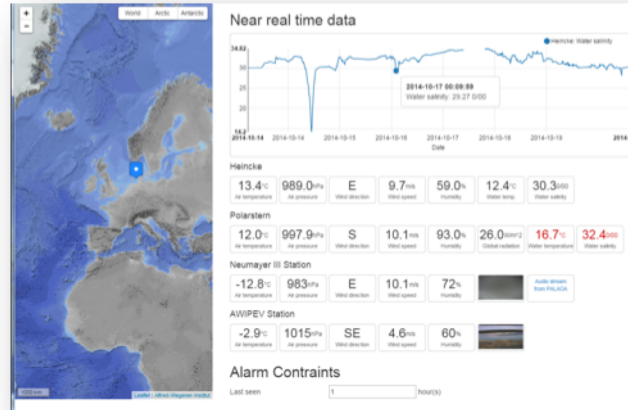 +
−
World Arctic Antarctic
Leaflet | Alfred-Wegener-Institut
Near real time data
Heincke: Water salinity
34.62
30
25
20
14.2
2014-10-14 2014-10-14 2014-10-15 2014-10-16 2014-10-17 2014-10-18 2014-10-19
Date
2014-10-17 00:09:59
Water salinity: 29.27 0/00
Heincke
13.4°C 989.0hPa E 9.7m/s 59.0% 12.4°C 30.30/00
Air temperature Air pressure Wind direction Wind speed Humidity Water temp. Water salinity
Polarstern
12.0°C 997.9hPa S 10.1m/s 93.0% 26.0W/m^2 16.7°C 32.40/00
Air temperature Air pressure Wind direction Wind speed Humidity Global radiation Water temperature Water salinity
Neumayer III Station
-12.8°C 983hPa E 10.1m/s 72% Audio stream
from PALAOA
Air temperature Air pressure Wind direction Wind speed Humidity
AWIPEV Station
-2.9°C 1015hPa SE 4.6m/s 60%
Air temperature Air pressure Wind direction Wind speed Humidity
Alarm Contraints
Last seen 1 hour(s)